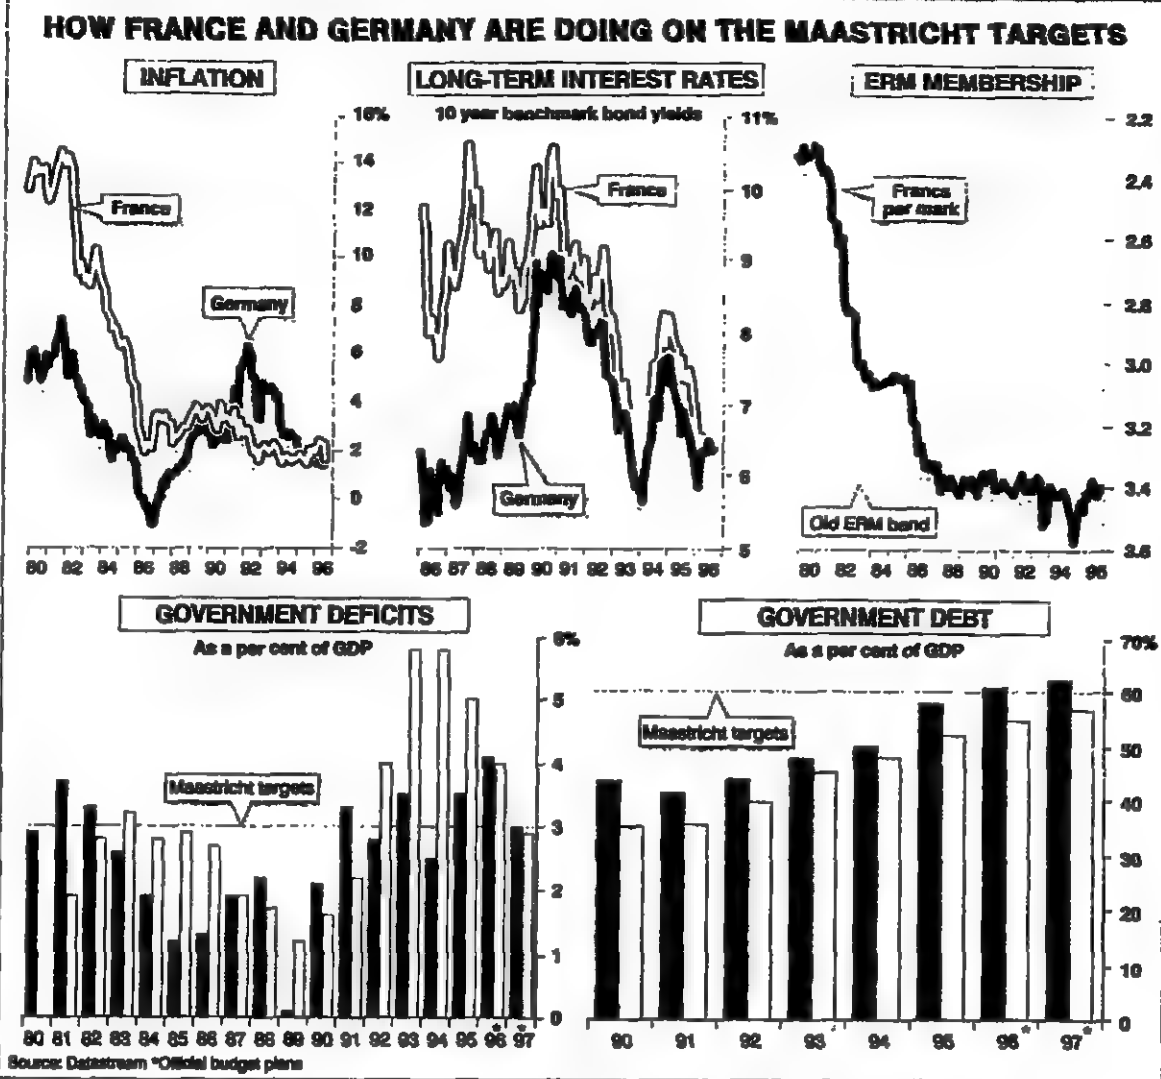 HOW FRANCE AND GERMANY ARE DOING ON THE MAASTRICHT TARGETS
INFLATION
16%
14
12
10
8
6
4
2
0
-2
France
Germany
80 82 84 86 88 90 92 94 96
LONG-TERM INTEREST RATES
10 year benchmark bond yields
11%
10
9
8
7
6
5
France
Germany
86 87 88 89 90 91 92 93 94 95 96
ERM MEMBERSHIP
2.2
2.4
2.6
2.8
3.0
3.2
3.4
3.6
Francs
per mark
Old ERM band
80 82 84 86 90 92 94 96
GOVERNMENT DEFICITS
As a per cent of GDP
6%
5
4
3
2
1
0
Maastricht targets
80 81 82 83 84 85 86 87 88 89 90 91 92 93 94 95 96* 97*
GOVERNMENT DEBT
As a per cent of GDP
70%
60
50
40
30
20
10
0
Maastricht targets
90 91 92 93 94 95 96* 97*
Source: Datastream *Official budget plans